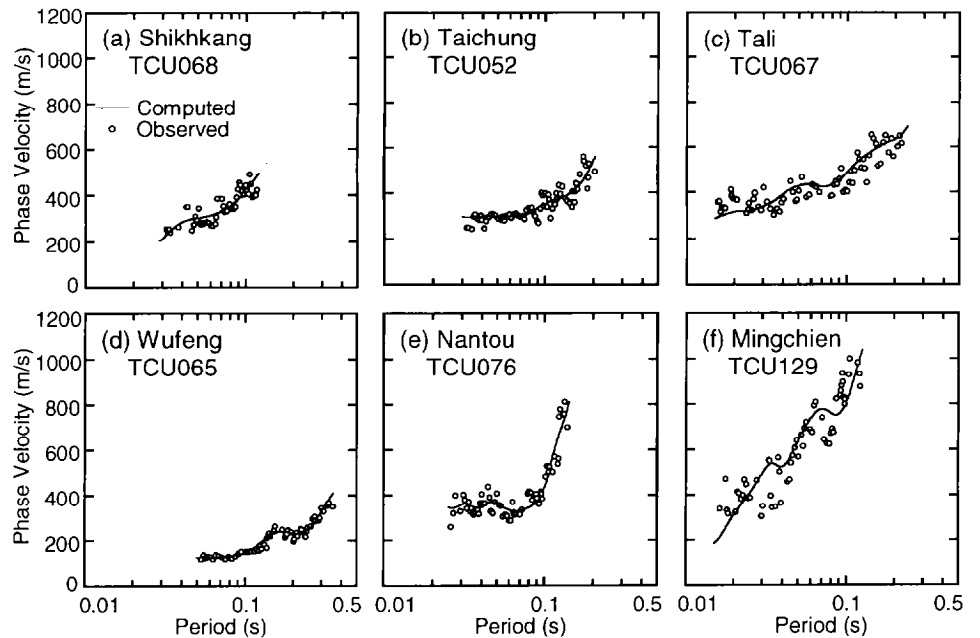 1200
1000
800
600
400
200
0
Phase Velocity (m/s)
(a) Shikhkang
TCU068
Computed
Observed
(b) Taichung
TCU052
(c) Tali
TCU067
1200
1000
800
600
400
200
0
Phase Velocity (m/s)
(d) Wufeng
TCU065
(e) Nantou
TCU076
(f) Mingchien
TCU129
0.01 0.1 0.5
0.01 0.1 0.5
0.01 0.1 0.5
Period (s)
Period (s)
Period (s)